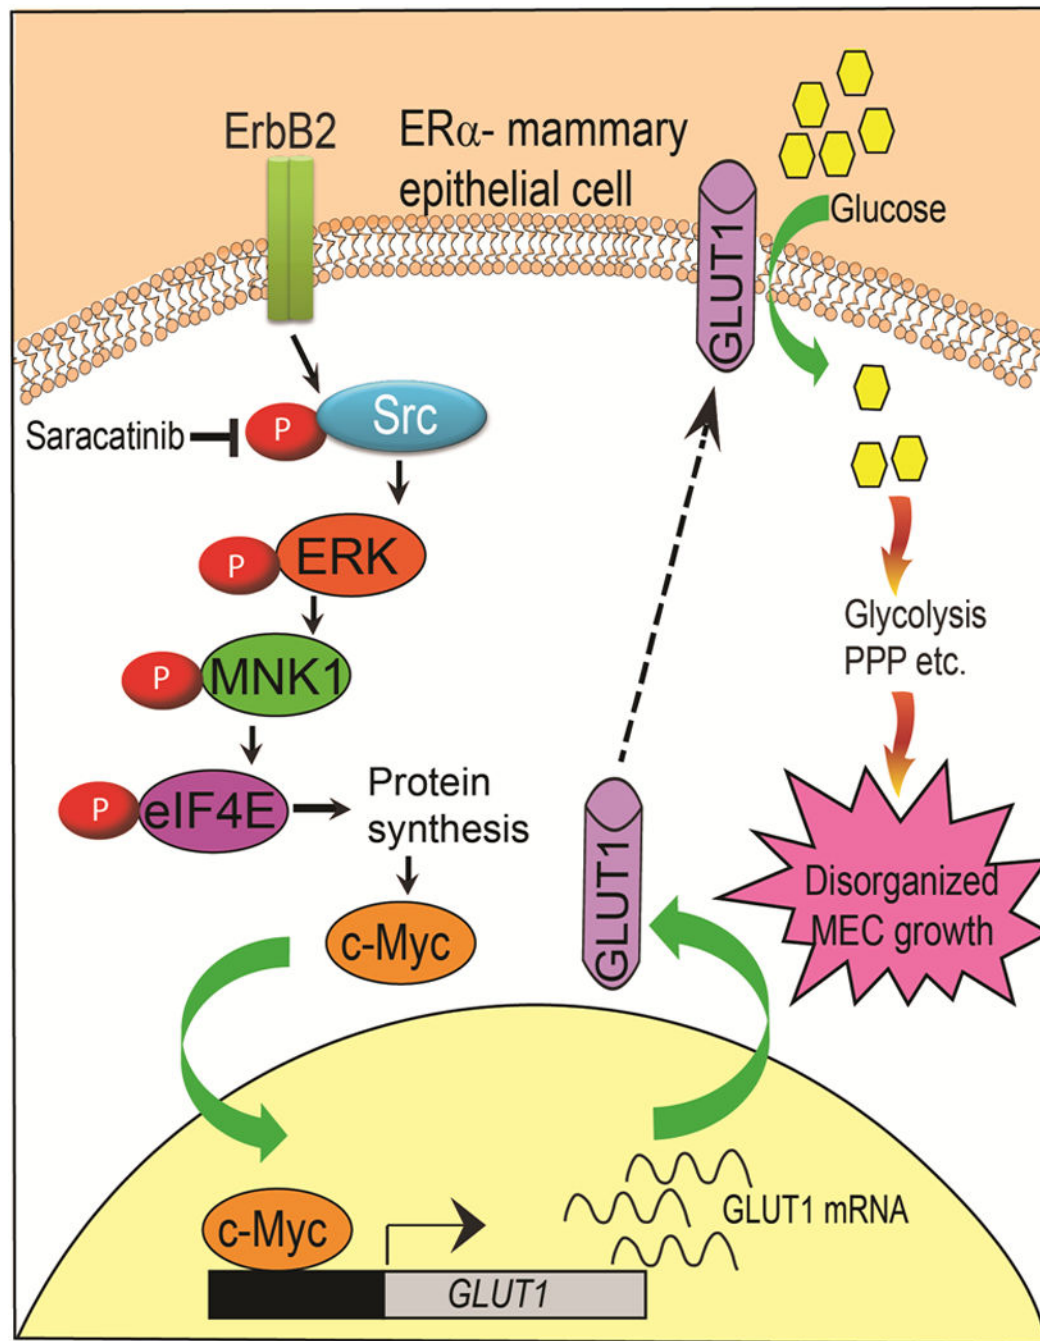 ErbB2
ERα- mammary
epithelial cell
Glucose
GLUT1
Saracatinib
P
Src
P
ERK
P
MNK1
P
eIF4E
Protein
synthesis
c-Myc
GLUT1
Glycolysis
PPP etc.
Disorganized
MEC growth
c-Myc
GLUT1
GLUT1 mRNA